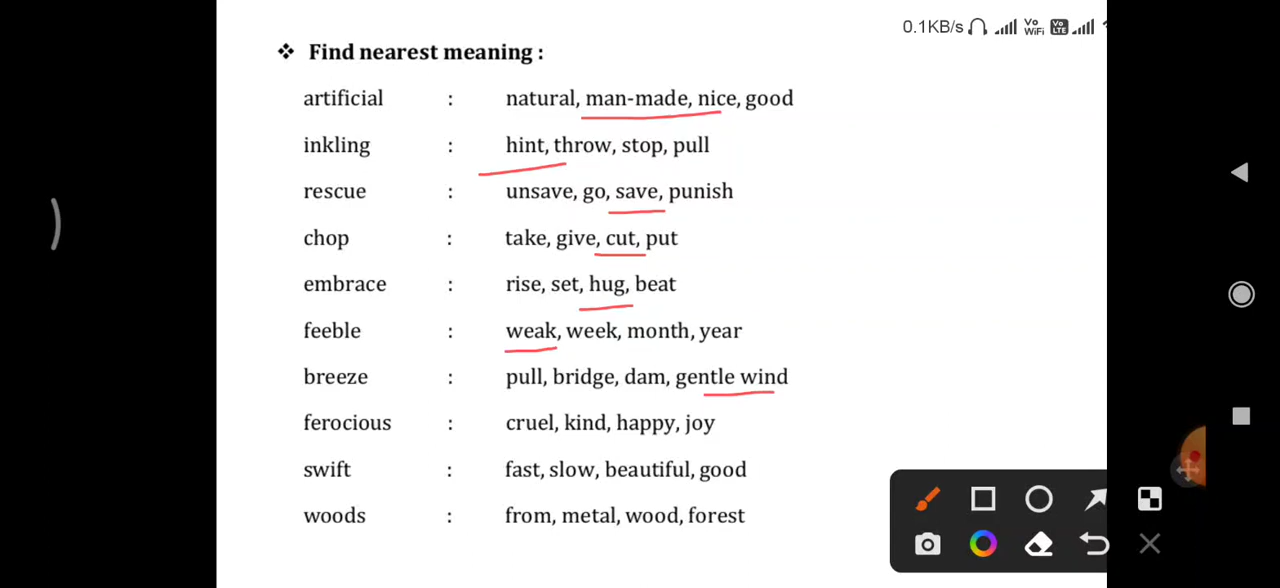 0.1KB/s Vo WiFi Vo LTE
❖ Find nearest meaning :
artificial : natural, man-made, nice, good
inkling : hint, throw, stop, pull
rescue : unsave, go, save, punish
chop : take, give, cut, put
embrace : rise, set, hug, beat
feeble : weak, week, month, year
breeze : pull, bridge, dam, gentle wind
ferocious : cruel, kind, happy, joy
swift : fast, slow, beautiful, good
woods : from, metal, wood, forest